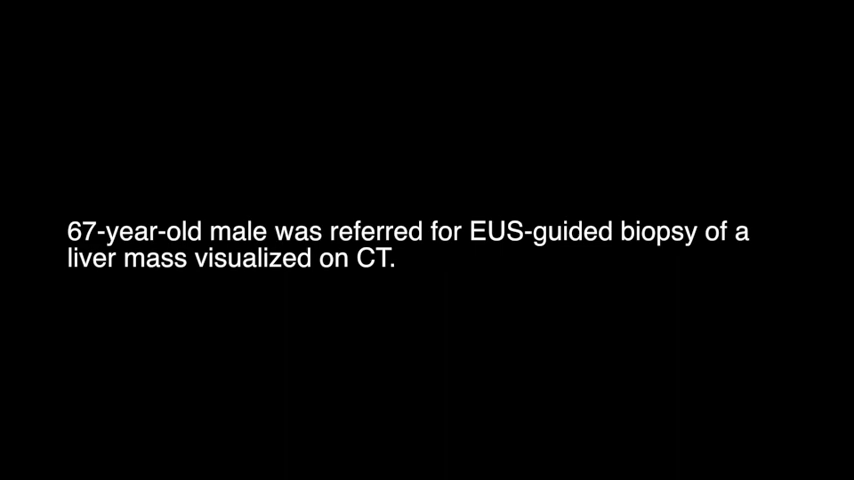 67-year-old male was referred for EUS-guided biopsy of a
liver mass visualized on CT.